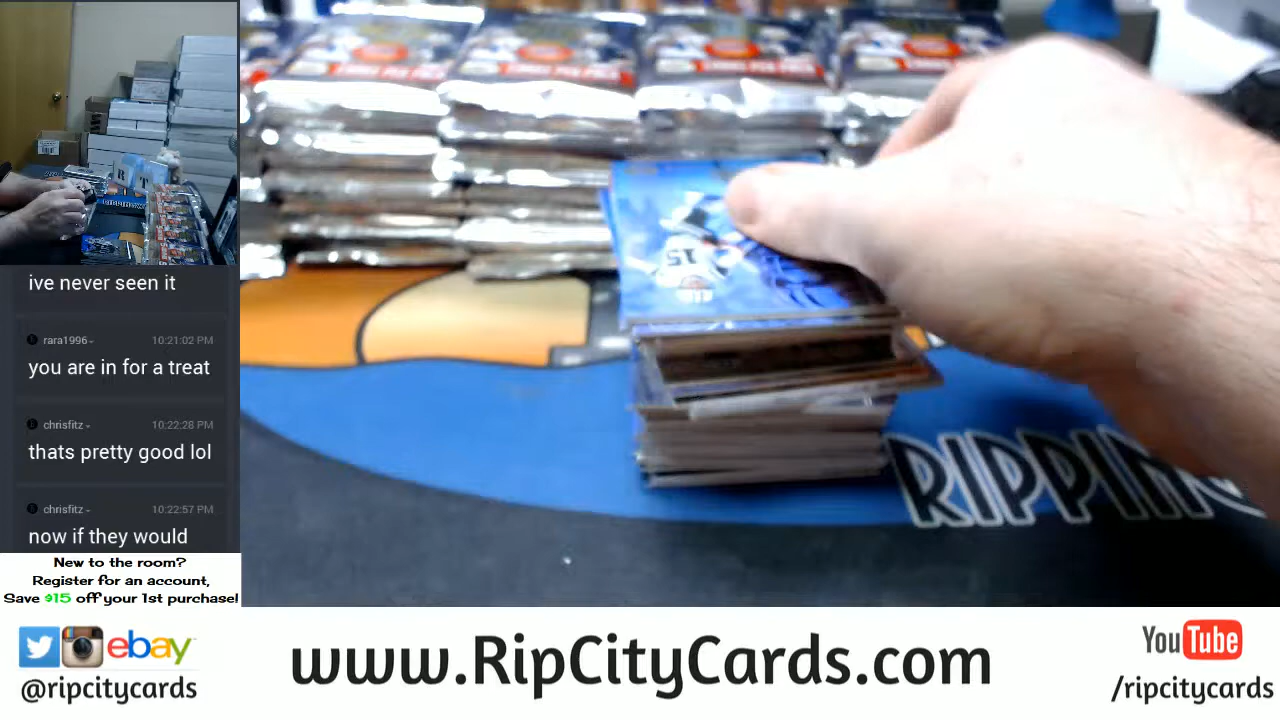 ive never seen it
rara1996
10:21:02 PM
you are in for a treat
chrisfitz
10:22:28 PM
thats pretty good lol
chrisfitz
10:22:57 PM
now if they would
New to the room?
Register for an account,
Save $15 off your 1st purchase!
ebay
@ripcitycards
www.RipCityCards.com
YouTube
/ripcitycards
RIPPIN
15